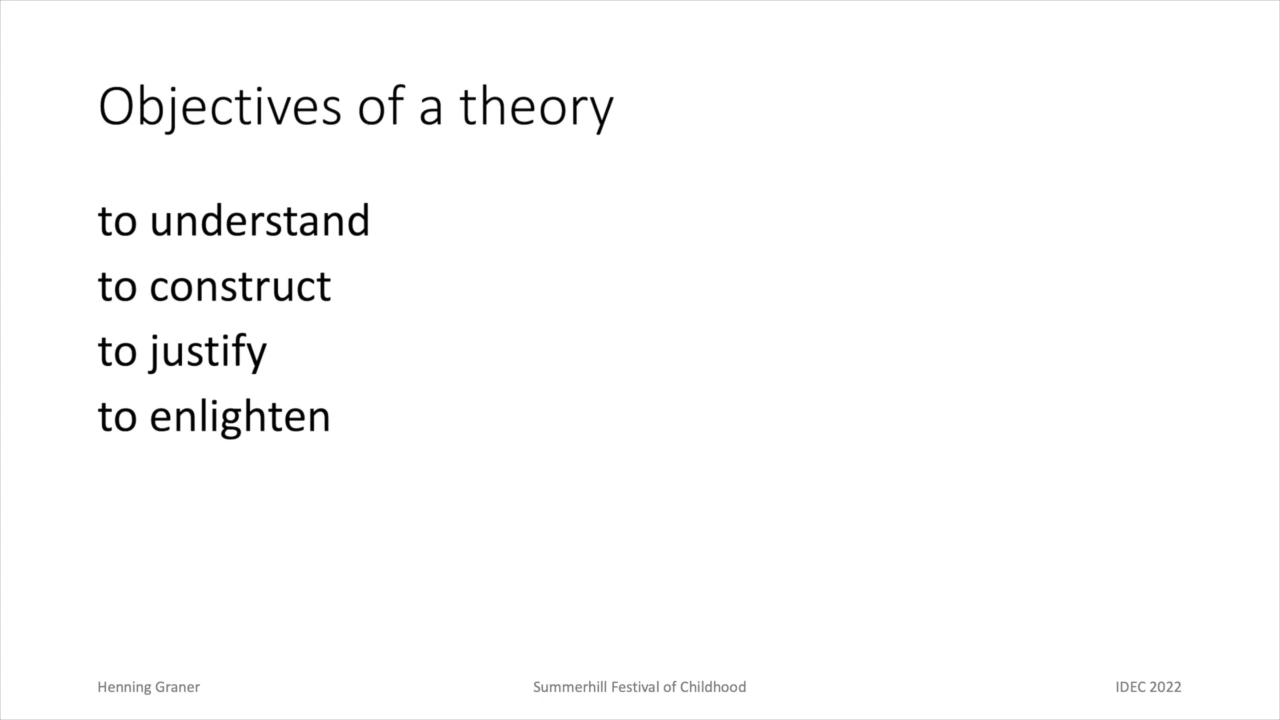 Objectives of a theory
to understand
to construct
to justify
to enlighten
Henning Graner
Summerhill Festival of Childhood
IDEC 2022